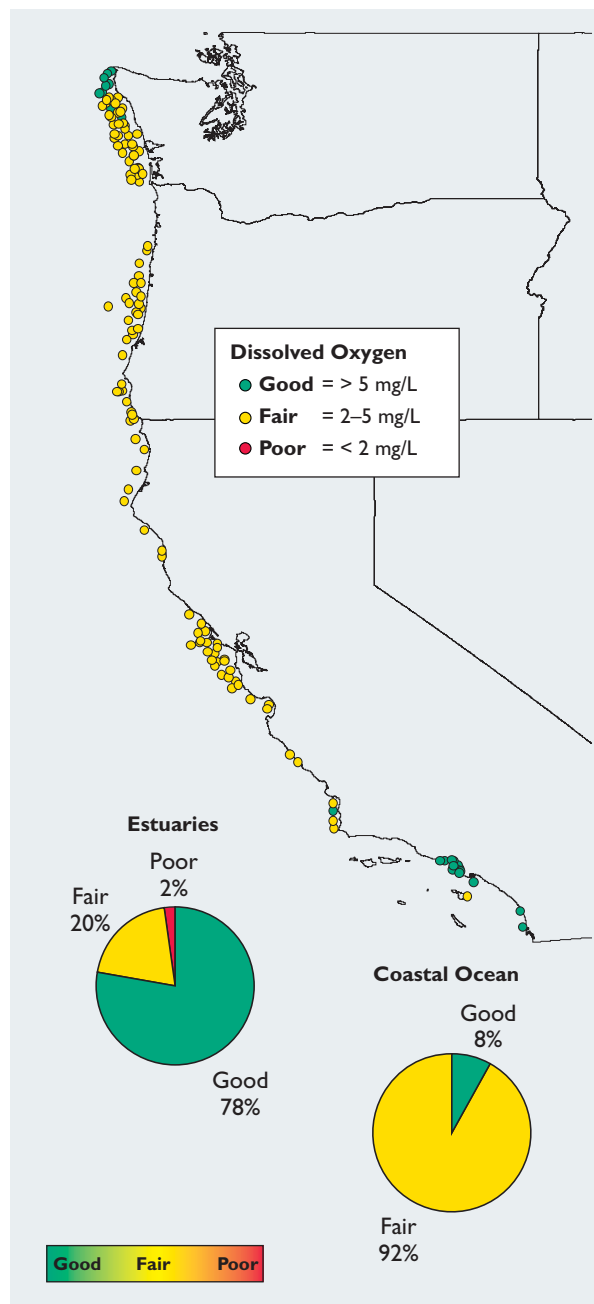 Dissolved Oxygen
Good = > 5 mg/L
Fair = 2–5 mg/L
Poor = < 2 mg/L
Estuaries
Poor
2%
Fair
20%
Good
78%
Coastal Ocean
Good
8%
Fair
92%
Good Fair Poor